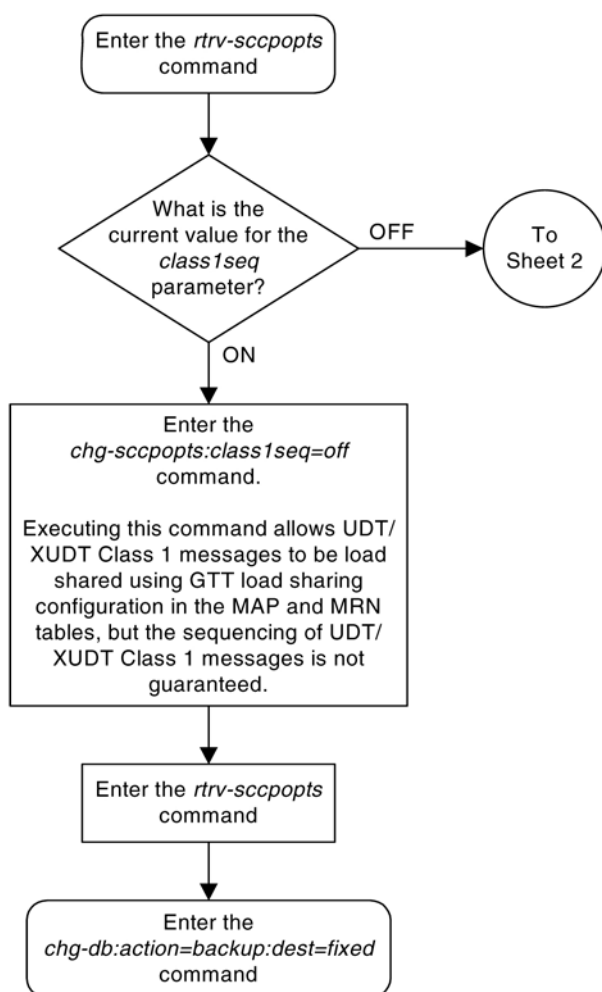 Enter the rtrv-sccpopts
command
What is the
current value for the
class1seq
parameter?
OFF
To
Sheet 2
ON
Enter the
chg-sccpopts:class1seq=off
command.
Executing this command allows UDT/
XUDT Class 1 messages to be load
shared using GTT load sharing
configuration in the MAP and MRN
tables, but the sequencing of UDT/
XUDT Class 1 messages is not
guaranteed.
Enter the rtrv-sccpopts
command
Enter the
chg-db:action=backup:dest=fixed
command